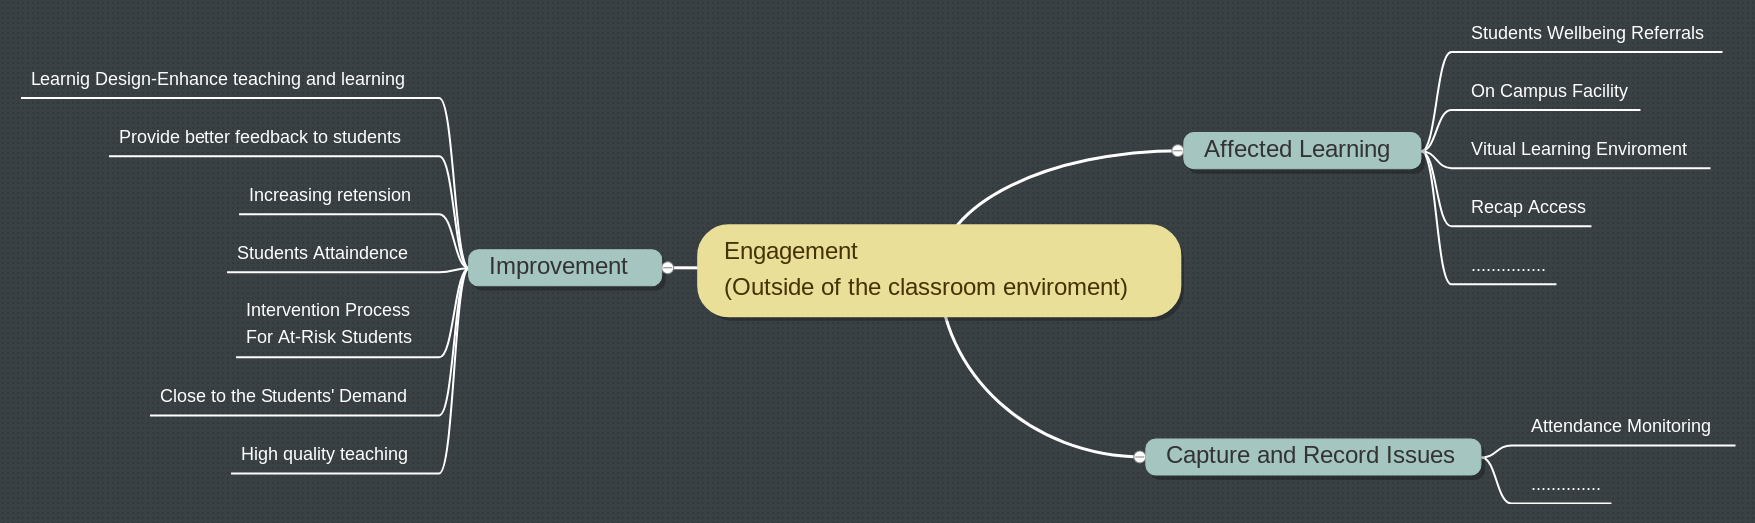 Learnig Design-Enhance teaching and learning
Provide better feedback to students
Increasing retension
Students Attaindence
Intervention Process
For At-Risk Students
Close to the Students' Demand
High quality teaching
Improvement
Engagement
(Outside of the classroom enviroment)
Affected Learning
Students Wellbeing Referrals
On Campus Facility
Vitual Learning Enviroment
Recap Access
...............
Capture and Record Issues
Attendance Monitoring
..............